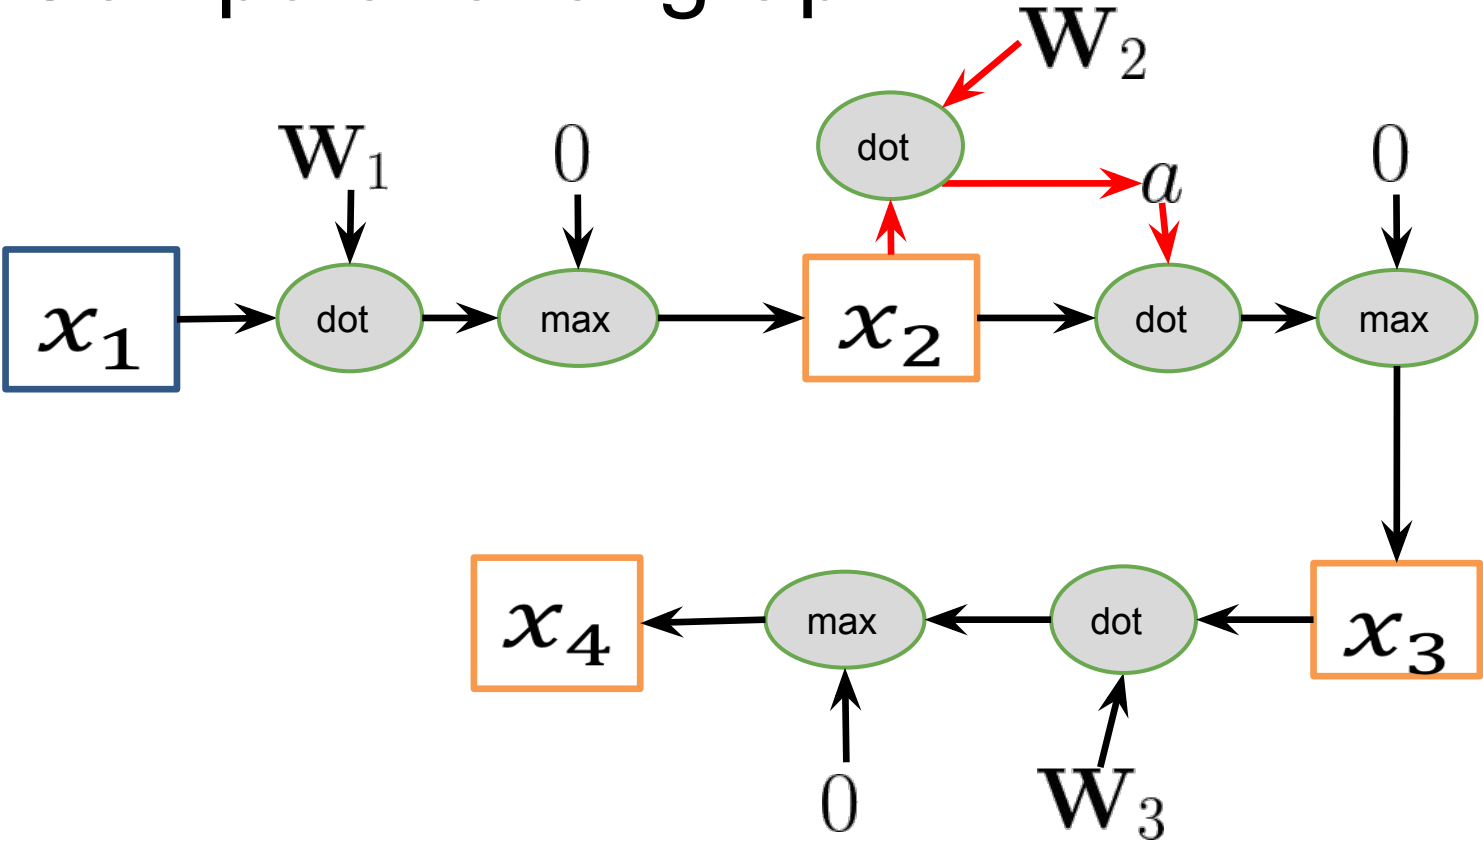 W₂
dot
W₁ 0 a 0
x₁ dot max x₂ dot max
x₄ max dot x₃
0 W₃